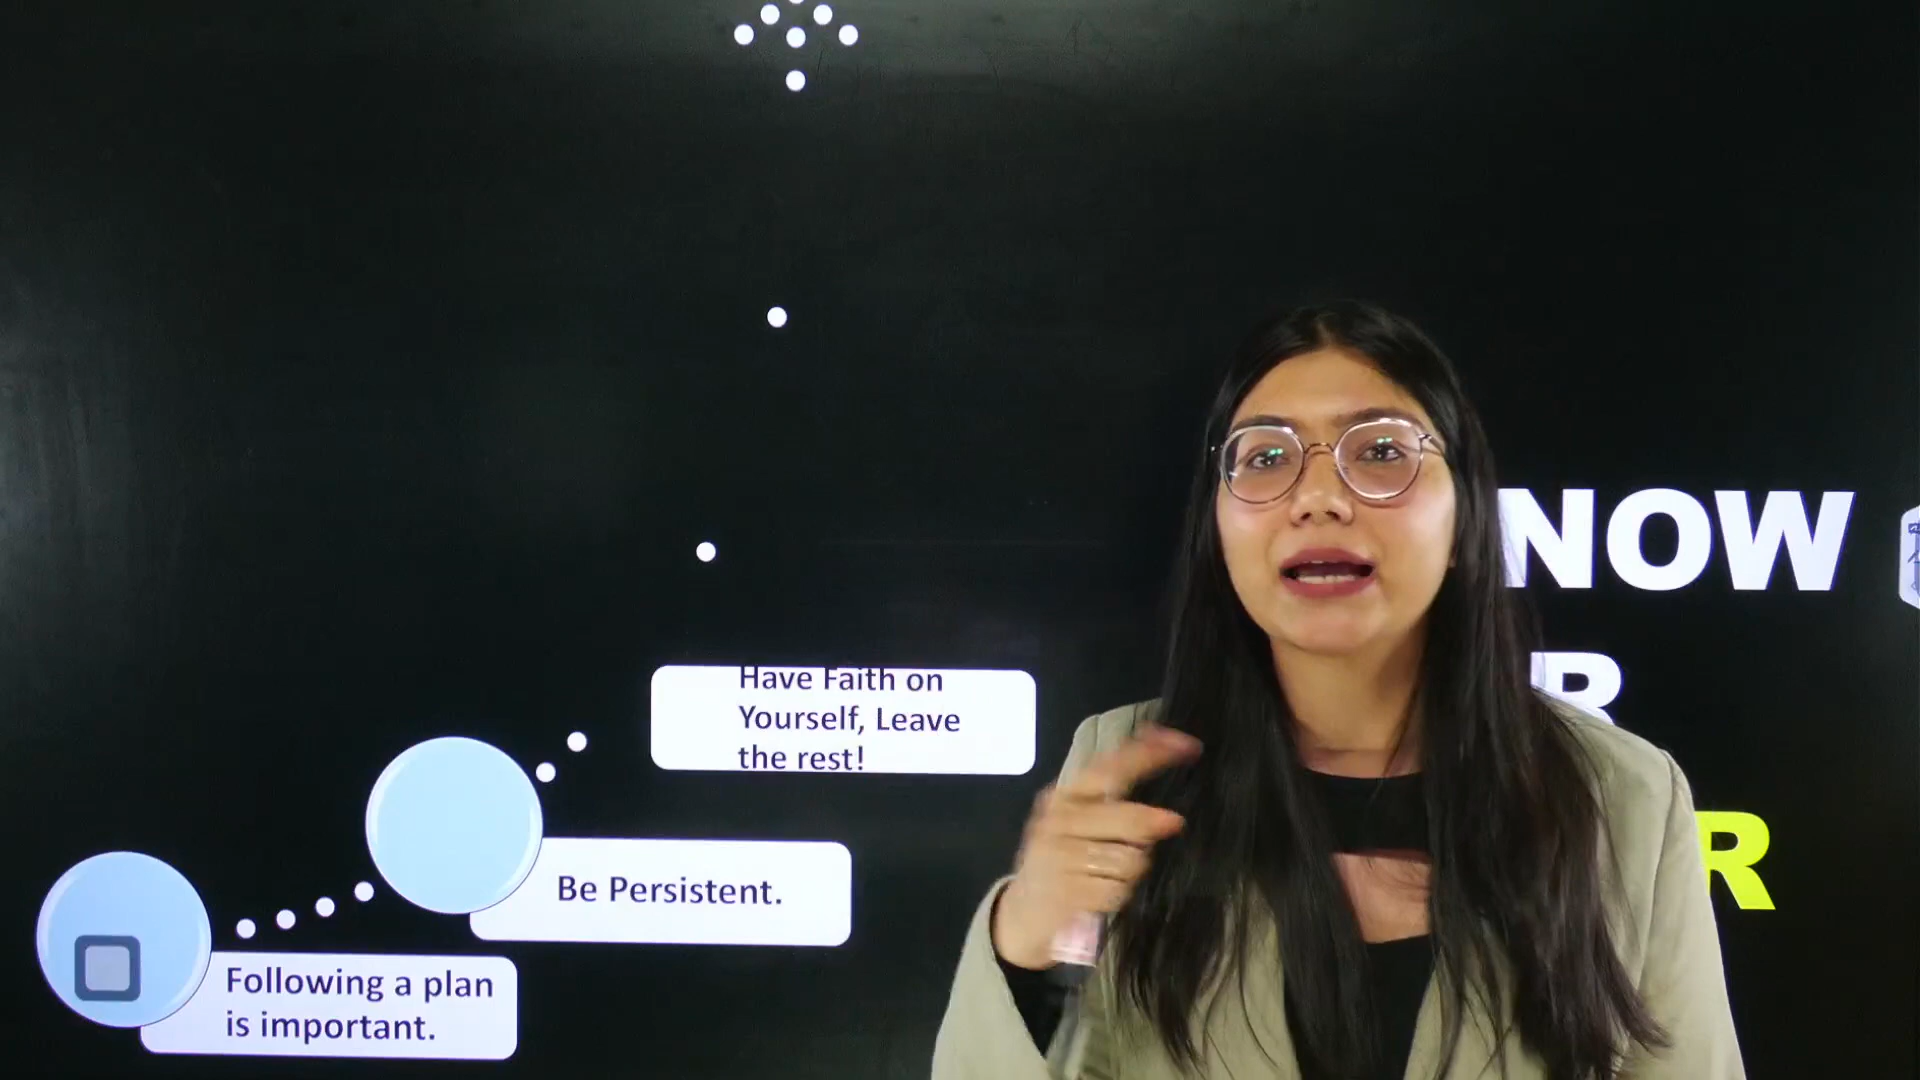 Have Faith on
Yourself, Leave
the rest!
Be Persistent.
Following a plan
is important.
NOW
R
R